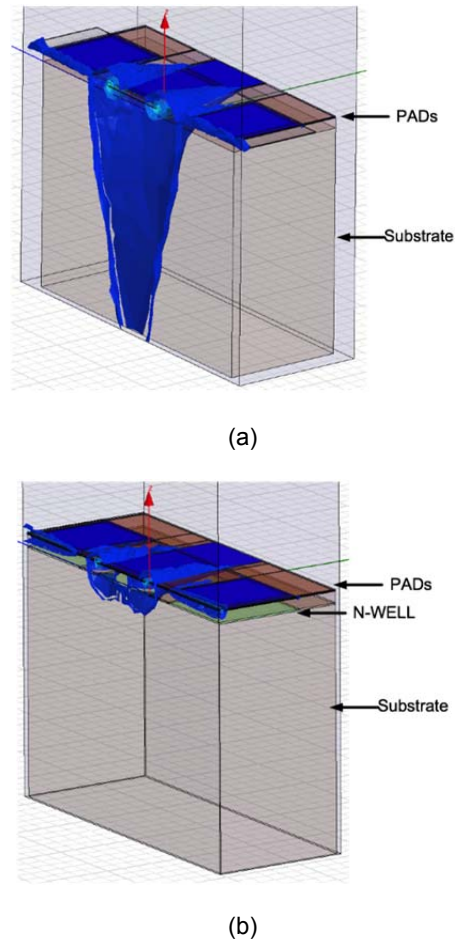 PADs
Substrate
(a)
PADs
N-WELL
Substrate
(b)